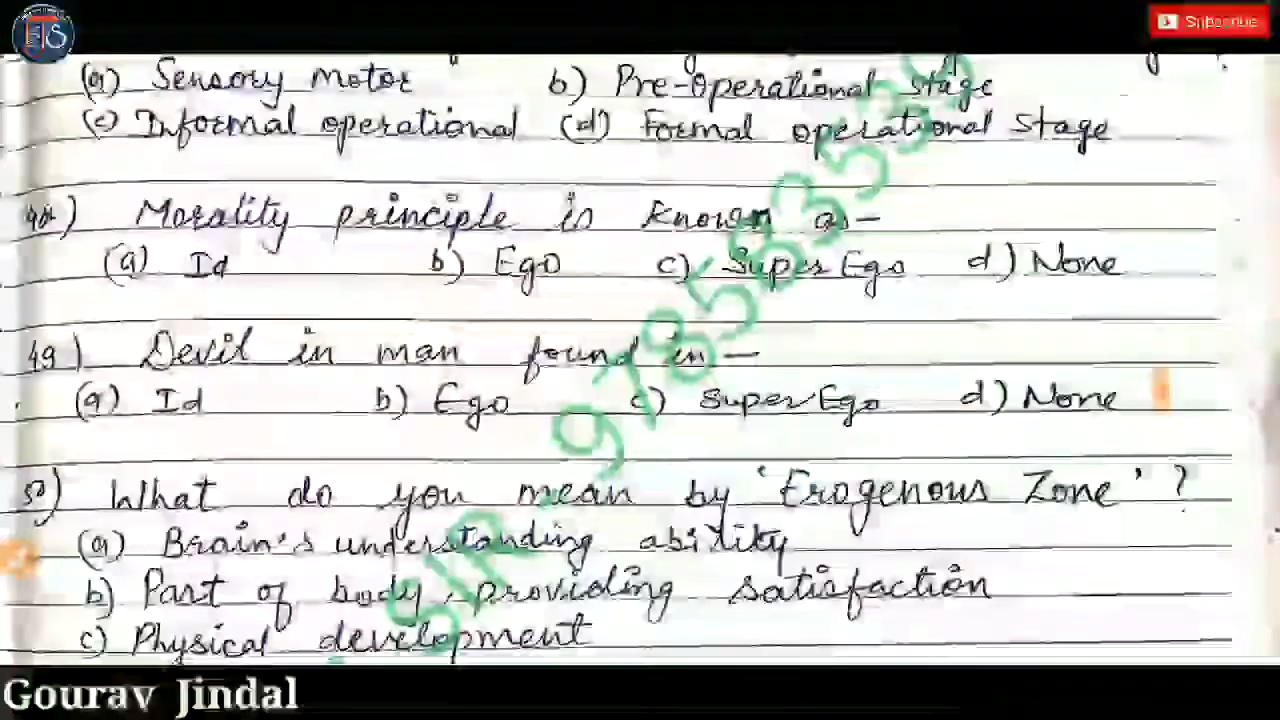 EIS
Subscribe
(a) Sensory Motor b) Pre-Operational stage
(c) Informal operational (d) Formal operational Stage
48) Morality principle is known as-
(a) Id b) Ego c) Super Ego d) None
49) Devil in man found in-
(a) Id b) Ego c) SuperEgo d) None
50) What do you mean by 'Erogenous Zone' ?
(a) Brain's understanding ability
b) Part of body providing satisfaction
c) Physical development
Gourav Jindal